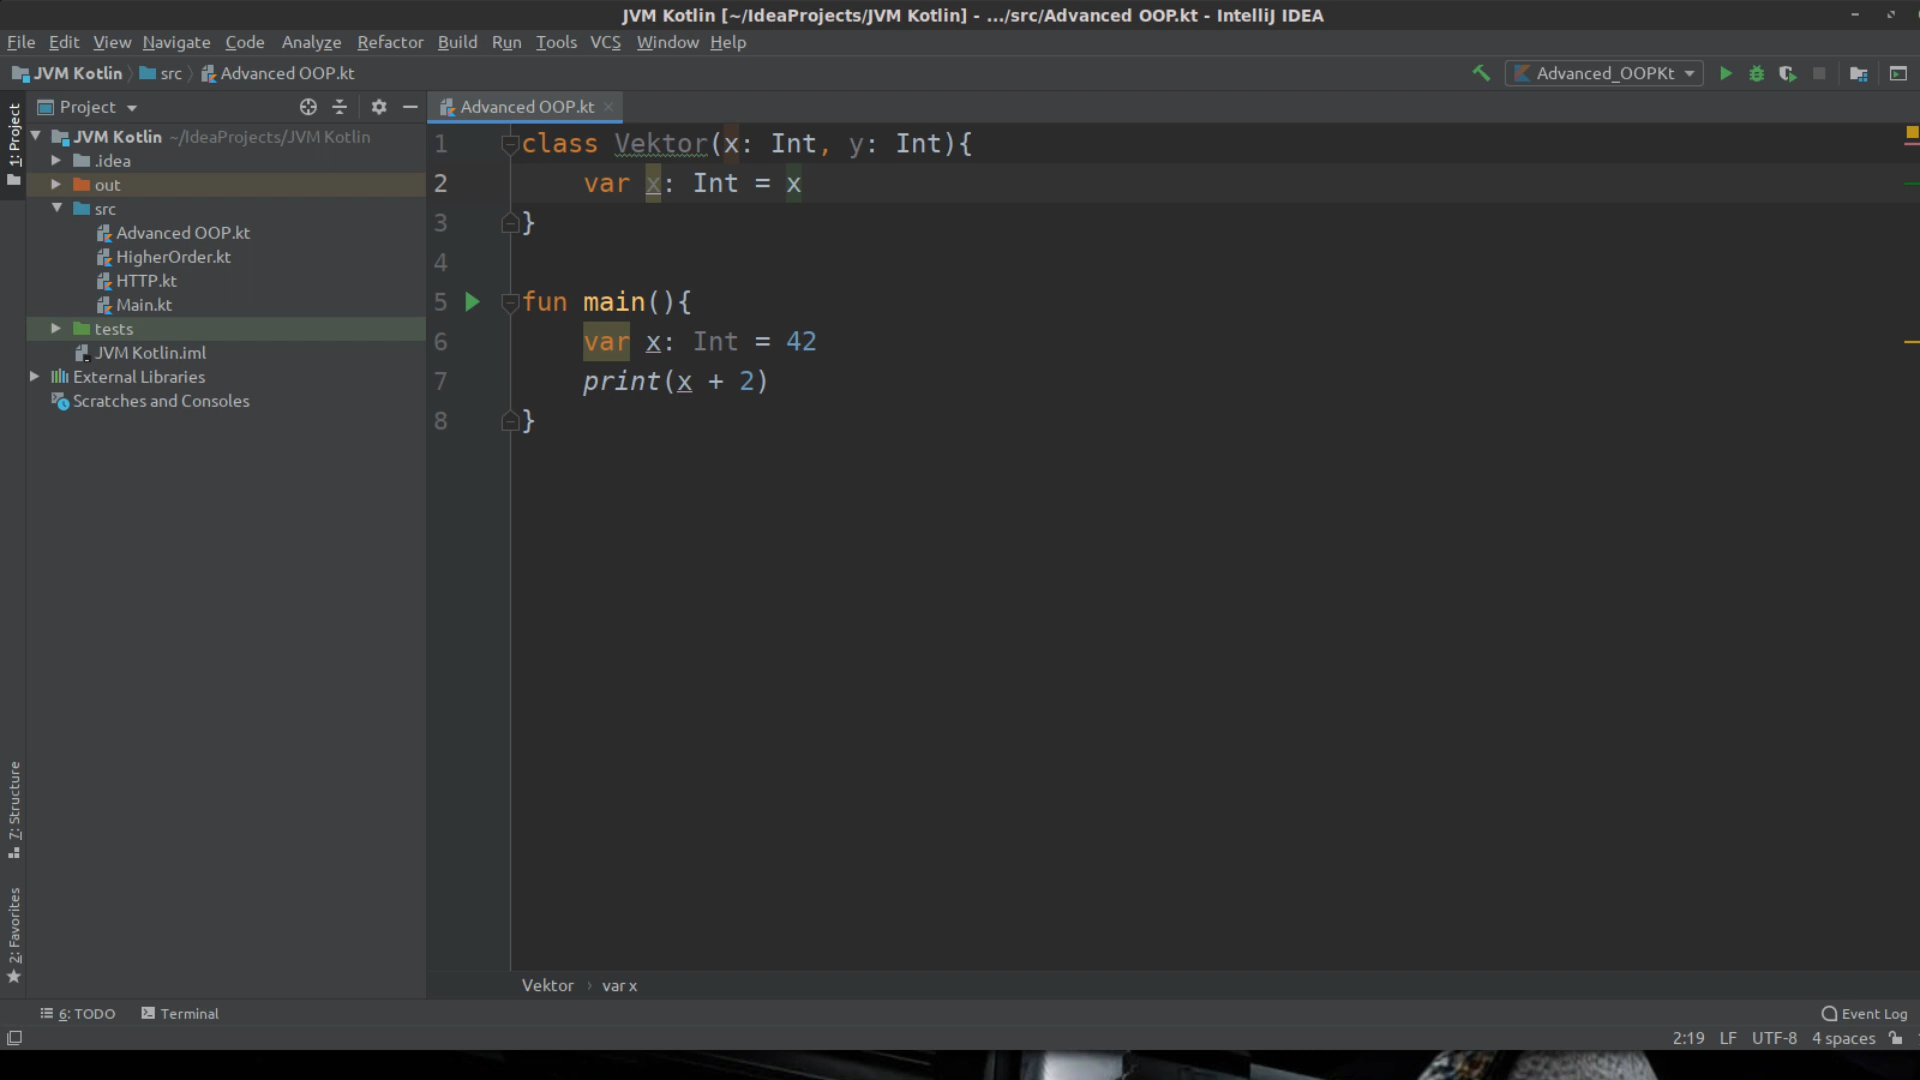 JVM Kotlin [~/IdeaProjects/JVM Kotlin] - .../src/Advanced OOP.kt - IntelliJ IDEA
File Edit View Navigate Code Analyze Refactor Build Run Tools VCS Window Help
JVM Kotlin src Advanced OOP.kt
Advanced_OOPKt
1: Project
Project
Advanced OOP.kt
JVM Kotlin ~/IdeaProjects/JVM Kotlin
.idea
out
src
Advanced OOP.kt
HigherOrder.kt
HTTP.kt
Main.kt
tests
JVM Kotlin.iml
External Libraries
Scratches and Consoles
1 class Vektor(x: Int, y: Int){
2 var x: Int = x
3 }
4
5 fun main(){
6 var x: Int = 42
7 print(x + 2)
8 }
7: Structure
2: Favorites
Vektor › var x
6: TODO Terminal
Event Log
2:19 LF UTF-8 4 spaces